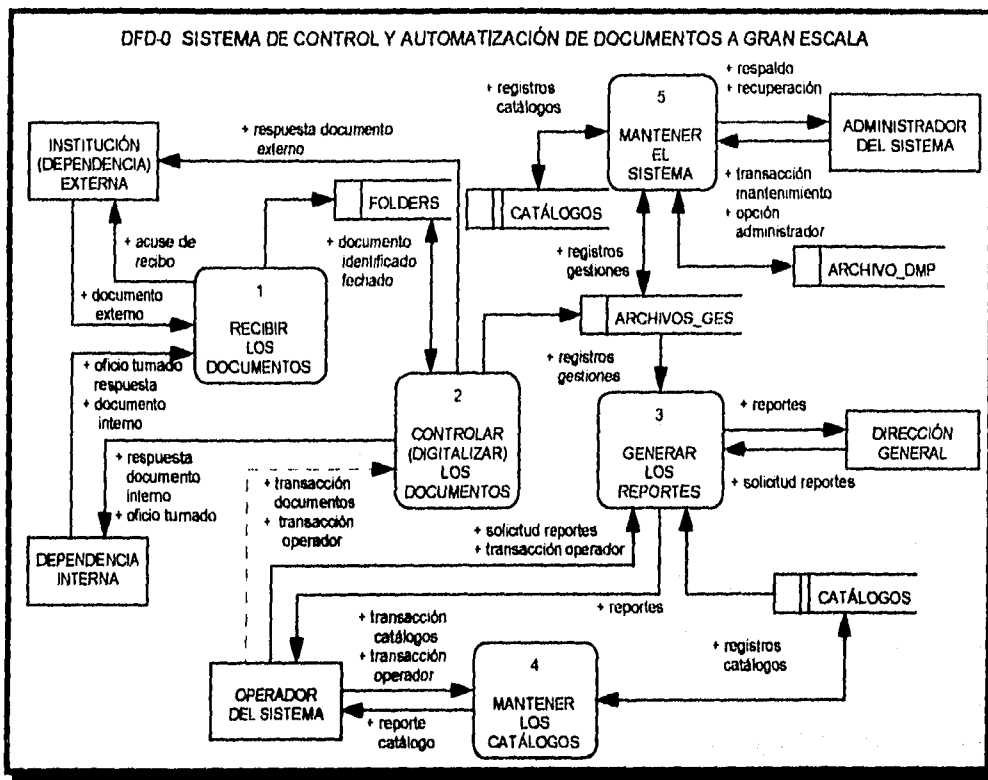 DFD-0 SISTEMA DE CONTROL Y AUTOMATIZACIÓN DE DOCUMENTOS A GRAN ESCALA
INSTITUCIÓN
(DEPENDENCIA)
EXTERNA
+ respuesta documento
externo
+ registros
catálogos
5
MANTENER
EL
SISTEMA
+ respaldo
+ recuperación
ADMINISTRADOR
DEL SISTEMA
+ transacción
mantenimiento
+ opción
administrador
FOLDERS
CATÁLOGOS
+ acuse de
recibo
+ documento
identificado
fechado
+ registros
gestiones
ARCHIVO_DMP
+ documento
externo
1
RECIBIR
LOS
DOCUMENTOS
ARCHIVOS_GES
+ oficio turnado
respuesta
+ documento
interno
+ registros
gestiones
2
CONTROLAR
(DIGITALIZAR)
LOS
DOCUMENTOS
3
GENERAR
LOS
REPORTES
+ reportes
DIRECCIÓN
GENERAL
+ solicitud reportes
+ respuesta
documento
interno
+ oficio turnado
+ transacción
documentos
+ transacción
operador
+ solicitud reportes
+ transacción operador
DEPENDENCIA
INTERNA
CATÁLOGOS
+ reportes
+ transacción
catálogos
+ transacción
operador
+ registros
catálogos
OPERADOR
DEL SISTEMA
+ reporte
catálogo
4
MANTENER
LOS
CATÁLOGOS